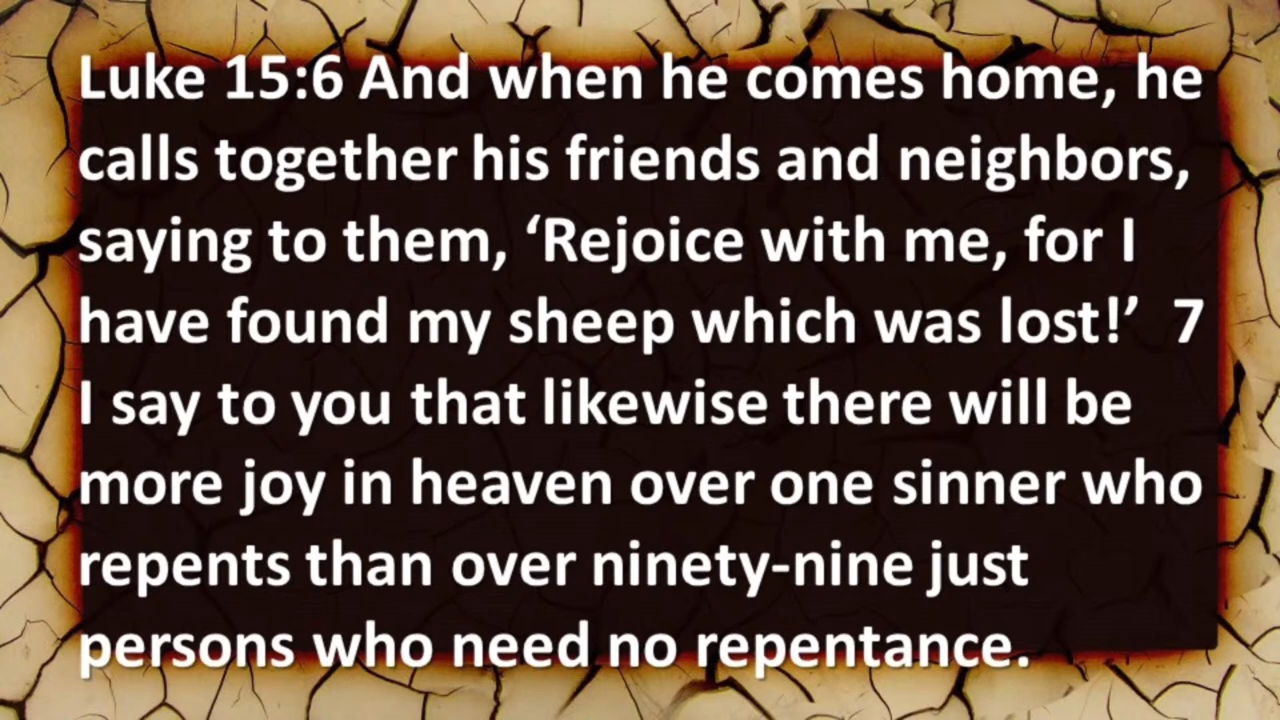 Luke 15:6 And when he comes home, he
calls together his friends and neighbors,
saying to them, ‘Rejoice with me, for I
have found my sheep which was lost!’  7
I say to you that likewise there will be
more joy in heaven over one sinner who
repents than over ninety-nine just
persons who need no repentance.